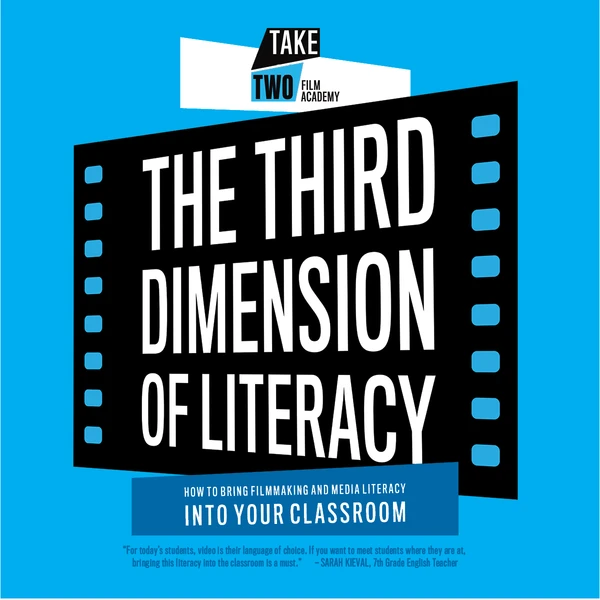 TAKE
TWO FILM
ACADEMY
THE THIRD
DIMENSION
OF LITERACY
HOW TO BRING FILMMAKING AND MEDIA LITERACY
INTO YOUR CLASSROOM
"For today's students, video is their language of choice. If you want to meet students where they are at,
bringing this literacy into the classroom is a must." – SARAH KIEVAL, 7th Grade English Teacher